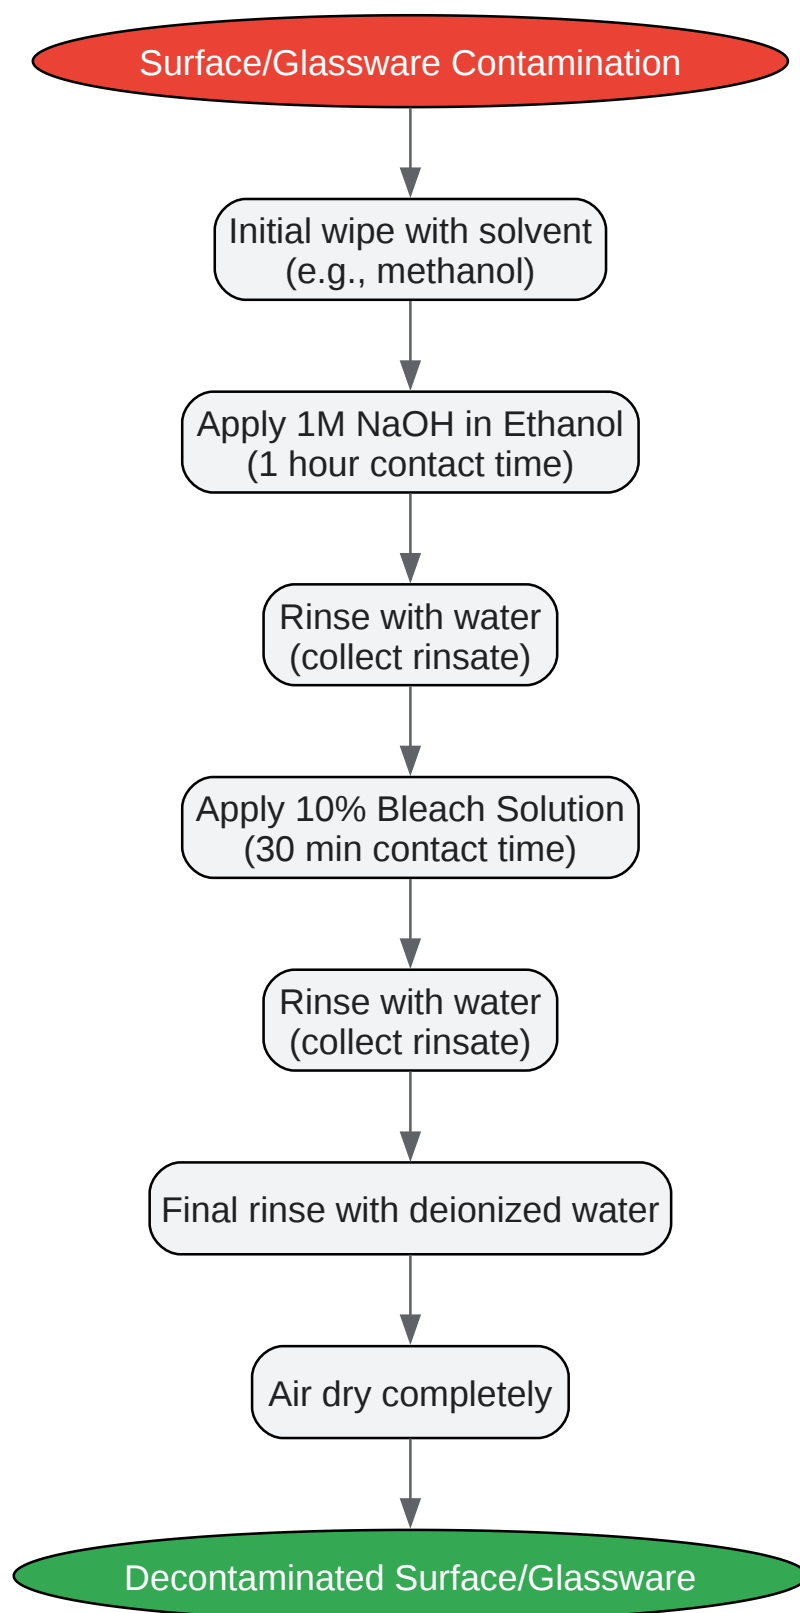 Surface/Glassware Contamination
Initial wipe with solvent
(e.g., methanol)
Apply 1M NaOH in Ethanol
(1 hour contact time)
Rinse with water
(collect rinsate)
Apply 10% Bleach Solution
(30 min contact time)
Rinse with water
(collect rinsate)
Final rinse with deionized water
Air dry completely
Decontaminated Surface/Glassware